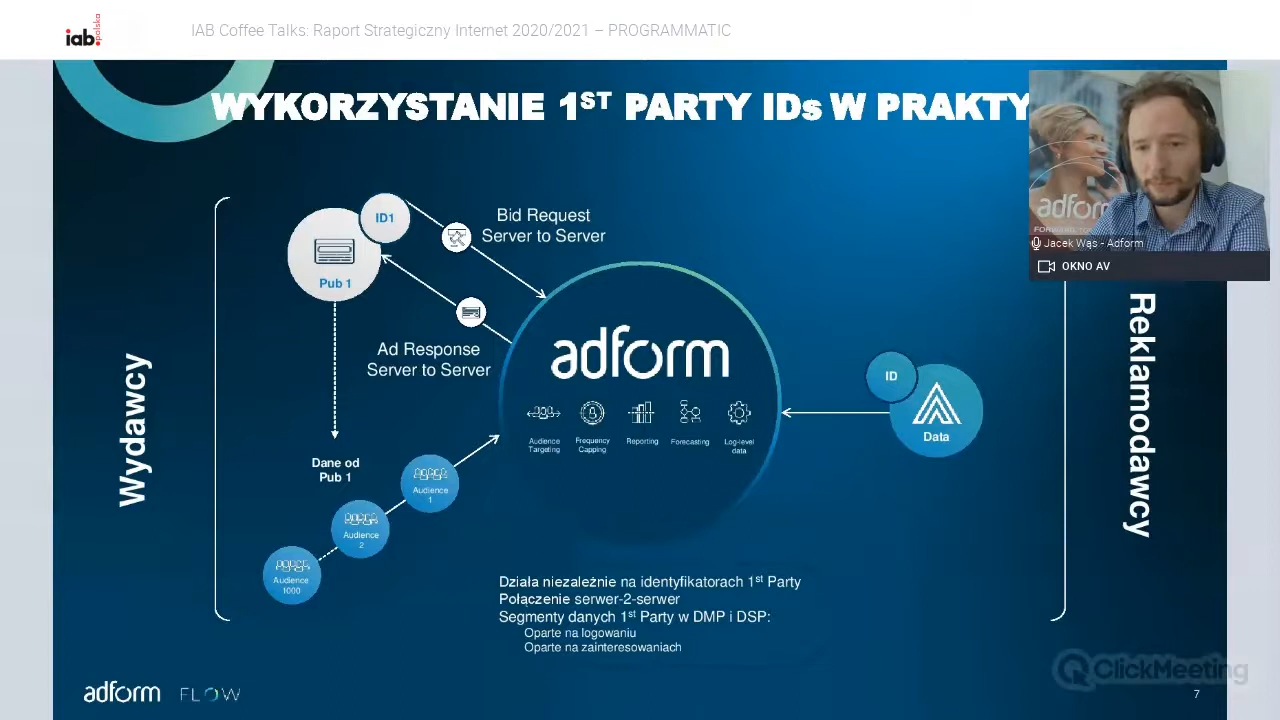 iab.
polska
IAB Coffee Talks: Raport Strategiczny Internet 2020/2021 – PROGRAMMATIC
WYKORZYSTANIE 1ST PARTY IDs W PRAKTY
adform
Jacek Wąs - Adform
OKNO AV
ID1
Pub 1
Bid Request
Server to Server
Ad Response
Server to Server
Wydawcy
Reklamodawcy
adform
Audience
Targeting
Frequency
Capping
Reporting
Forecasting
Log-level
data
ID
Data
Dane od
Pub 1
Audience
1
Audience
2
Audience
1000
Działa niezależnie na identyfikatorach 1st Party
Połączenie serwer-2-serwer
Segmenty danych 1st Party w DMP i DSP:
Oparte na logowaniu
Oparte na zainteresowaniach
ClickMeeting
adform FLOW
7